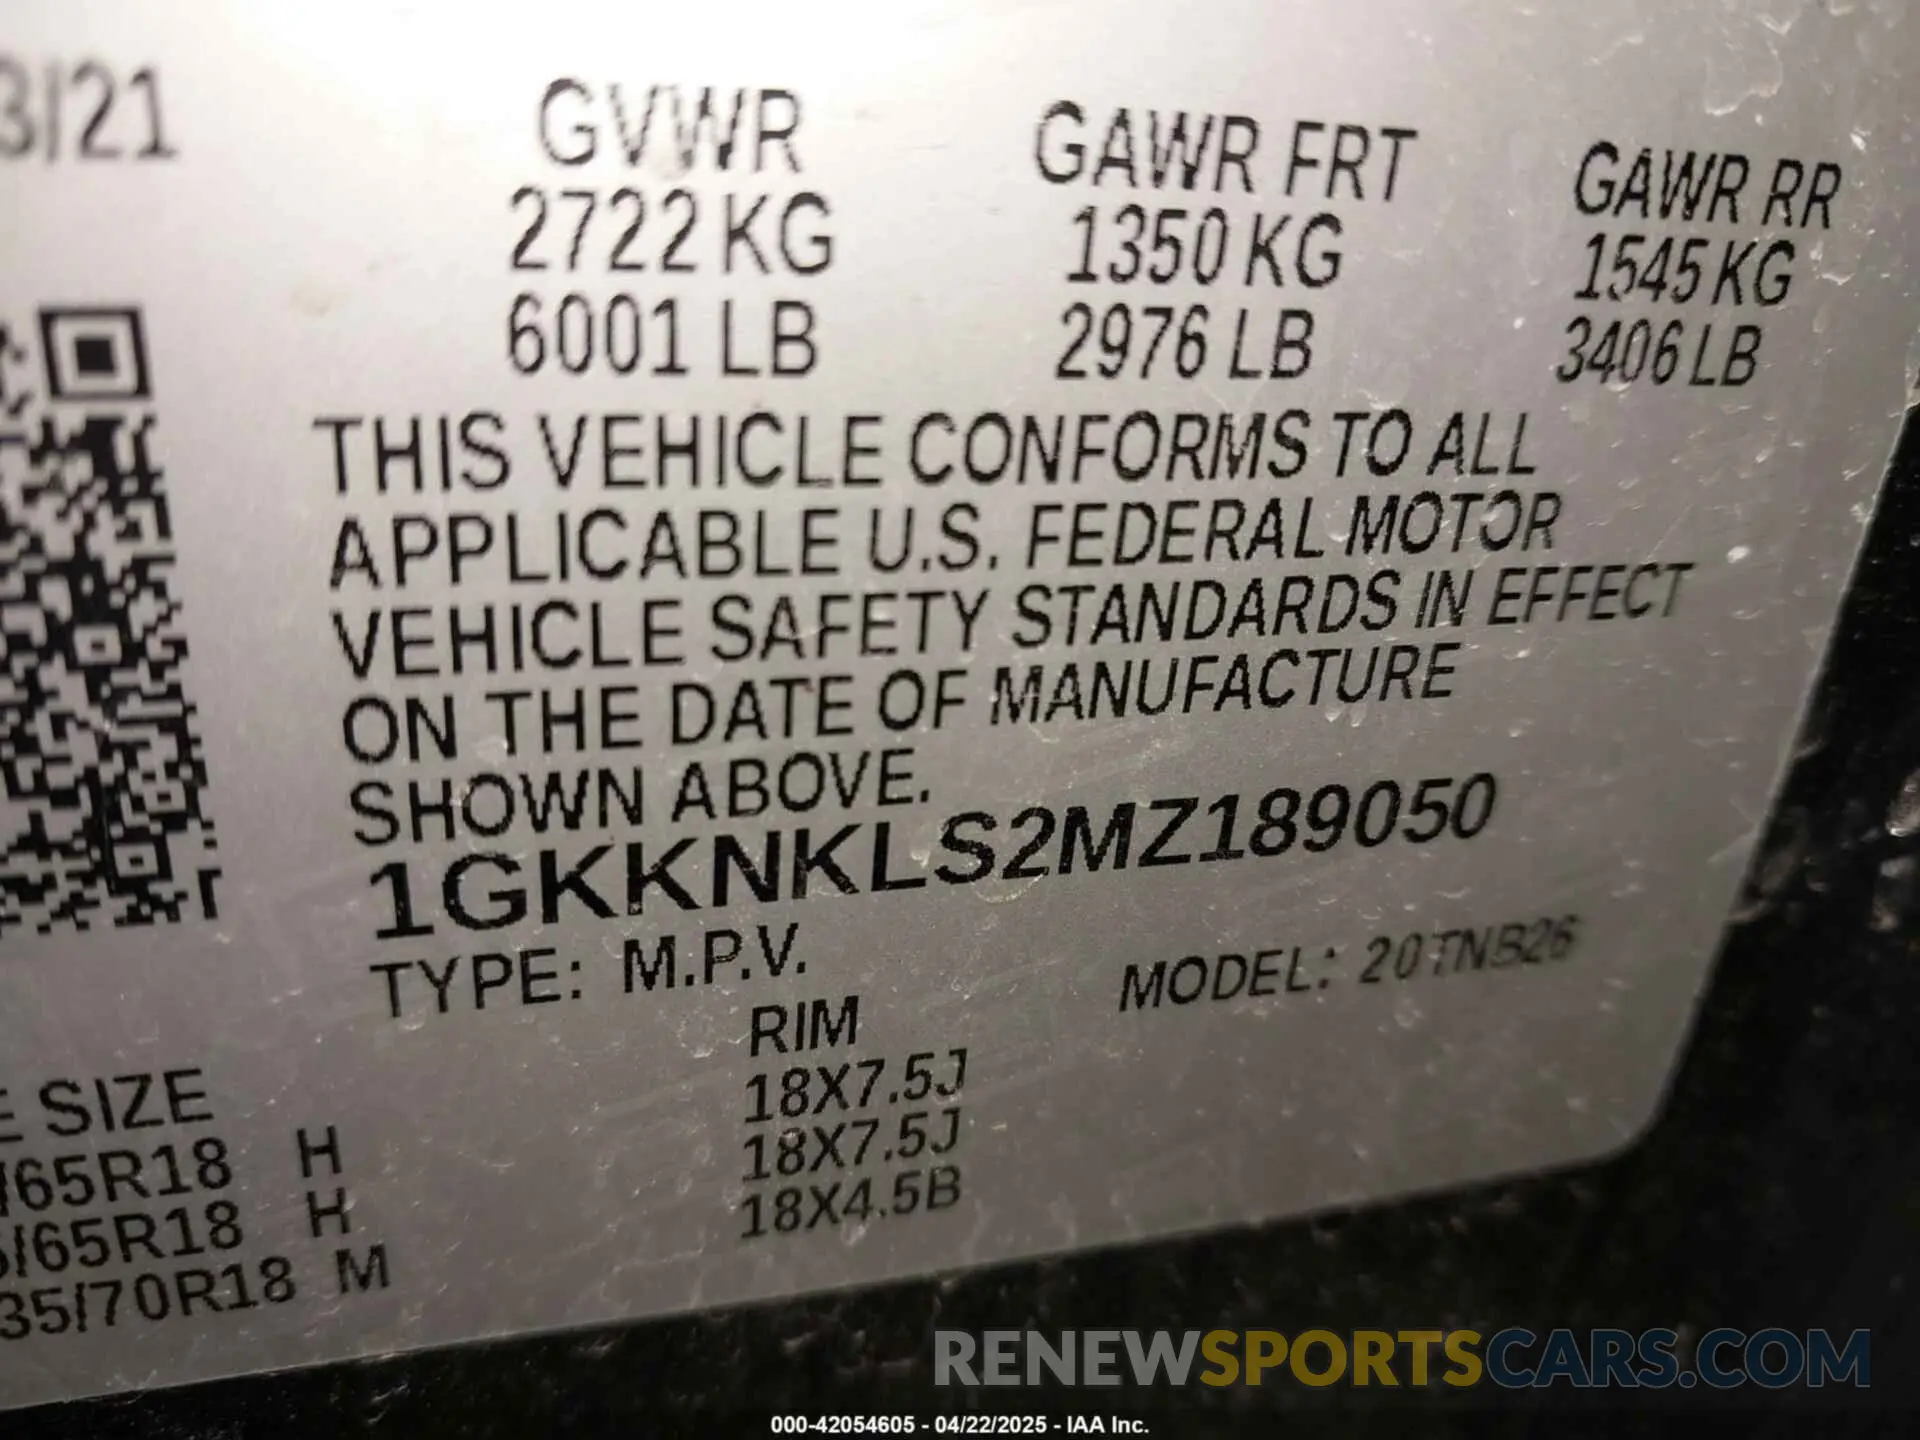 3/21
GVWR GAWR FRT GAWR RR
2722 KG 1350 KG 1545 KG
6001 LB 2976 LB 3406 LB
THIS VEHICLE CONFORMS TO ALL
APPLICABLE U.S. FEDERAL MOTOR
VEHICLE SAFETY STANDARDS IN EFFECT
ON THE DATE OF MANUFACTURE
SHOWN ABOVE.
1GKKNKLS2MZ189050
TYPE: M.P.V. MODEL: 20TNB26
SIZE RIM
/65R18 H 18X7.5J
/65R18 H 18X7.5J
35/70R18 M 18X4.5B
RENEWSPORTSCARS.COM
000-42054605 - 04/22/2025 - IAA Inc.